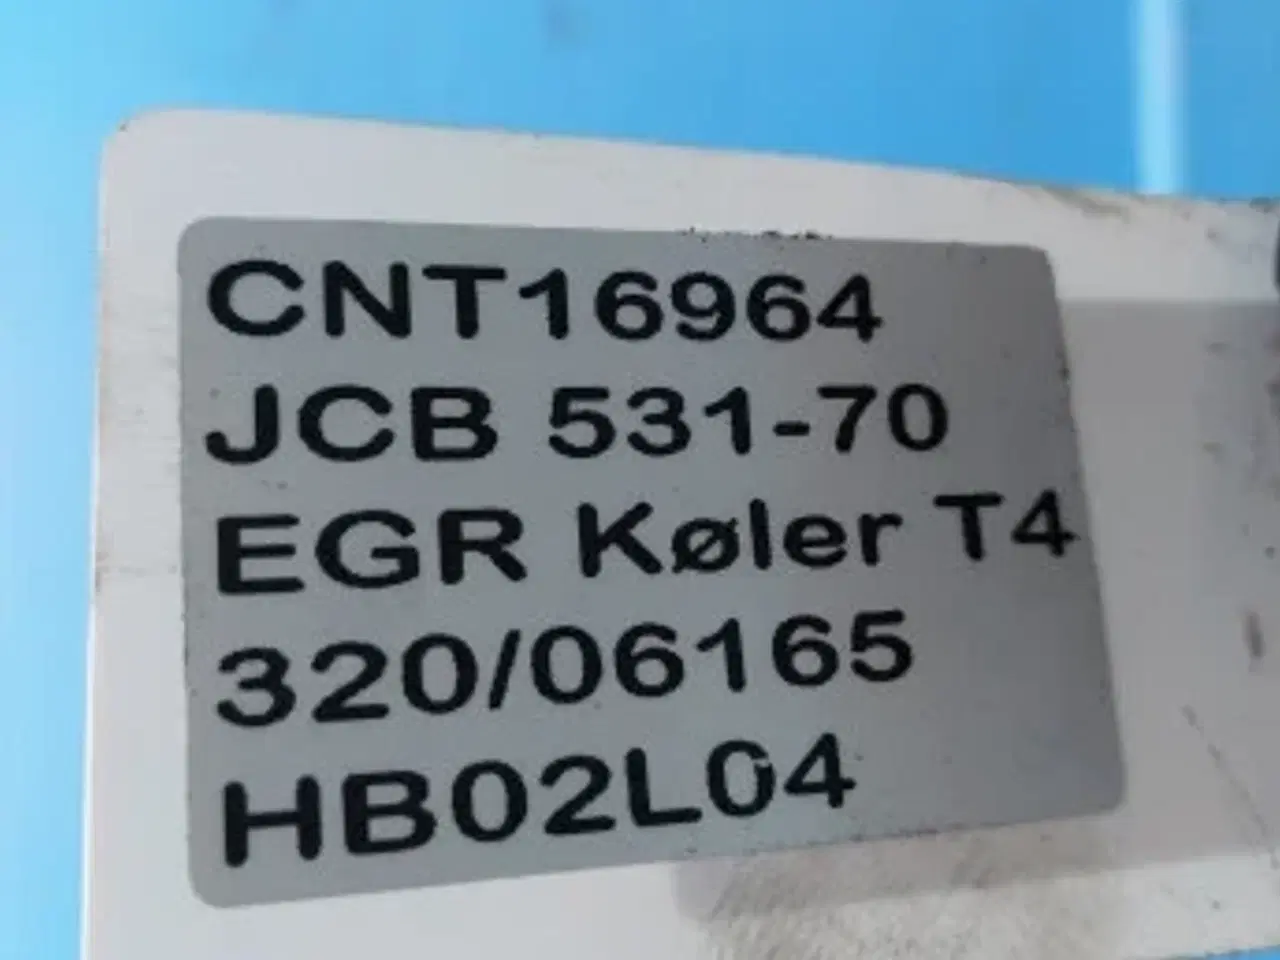 CNT16964
JCB 531-70
EGR Køler T4
320/06165
HB02L04